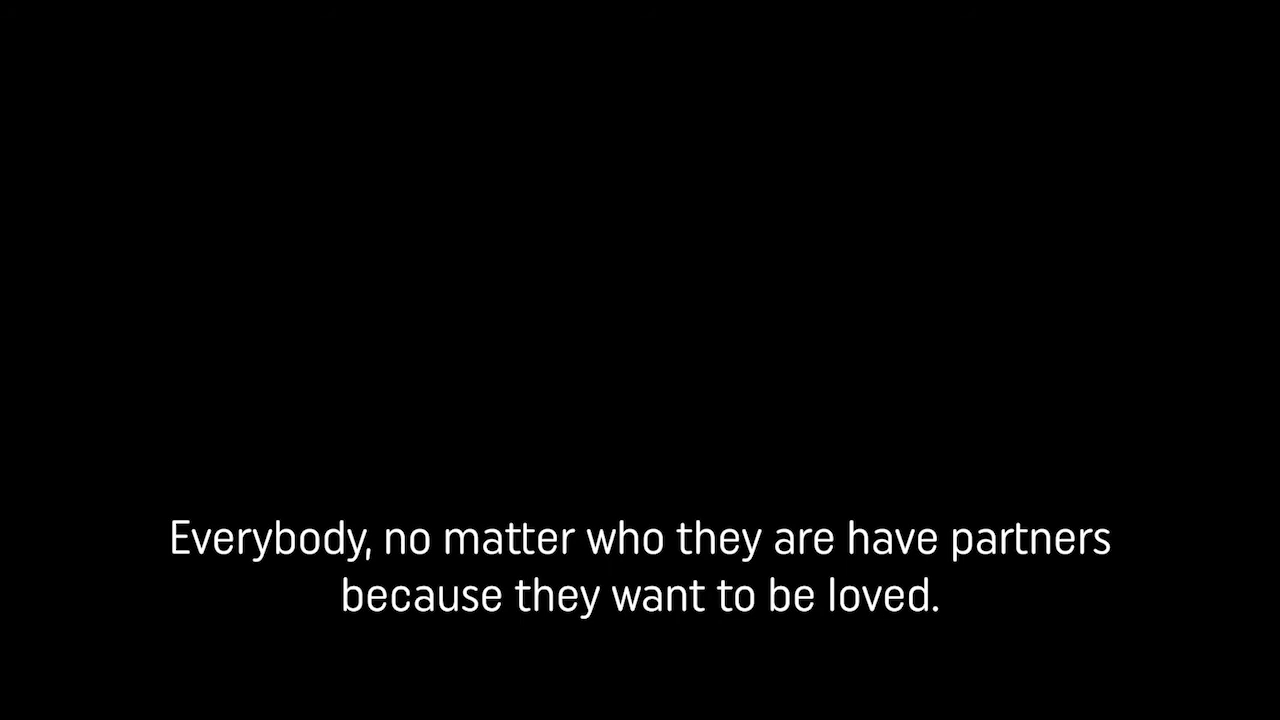 Everybody, no matter who they are have partners
because they want to be loved.